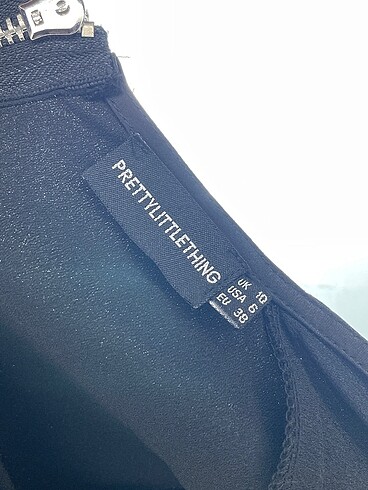 PRETTYLITTLETHING
UK 10
USA 6
EU 38